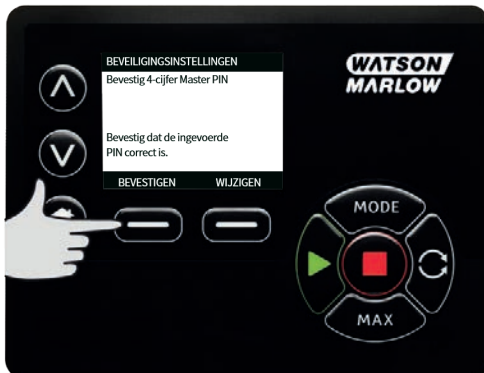 BEVEILIGINGSINSTELLINGEN
Bevestig 4-cijfer Master PIN
Bevestig dat de ingevoerde
PIN correct is.
BEVESTIGEN WIJZIGEN
WATSON
MARLOW
MODE
MAX